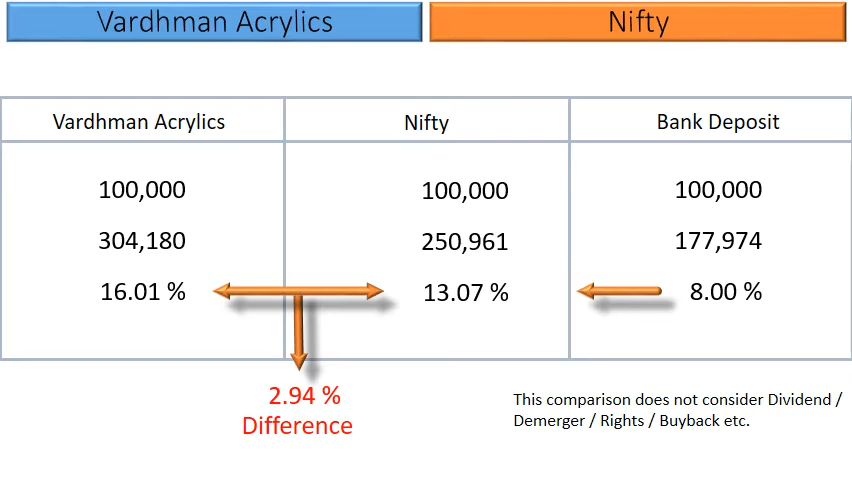 Vardhman Acrylics
Nifty
Vardhman Acrylics
Nifty
Bank Deposit
100,000
100,000
100,000
304,180
250,961
177,974
16.01 %
13.07 %
8.00 %
2.94 %
Difference
This comparison does not consider Dividend /
Demerger / Rights / Buyback etc.